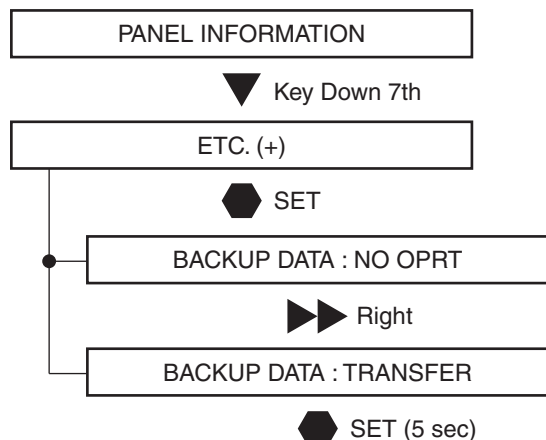 PANEL INFORMATION
Key Down 7th
ETC. (+)
SET
BACKUP DATA : NO OPRT
Right
BACKUP DATA : TRANSFER
SET (5 sec)